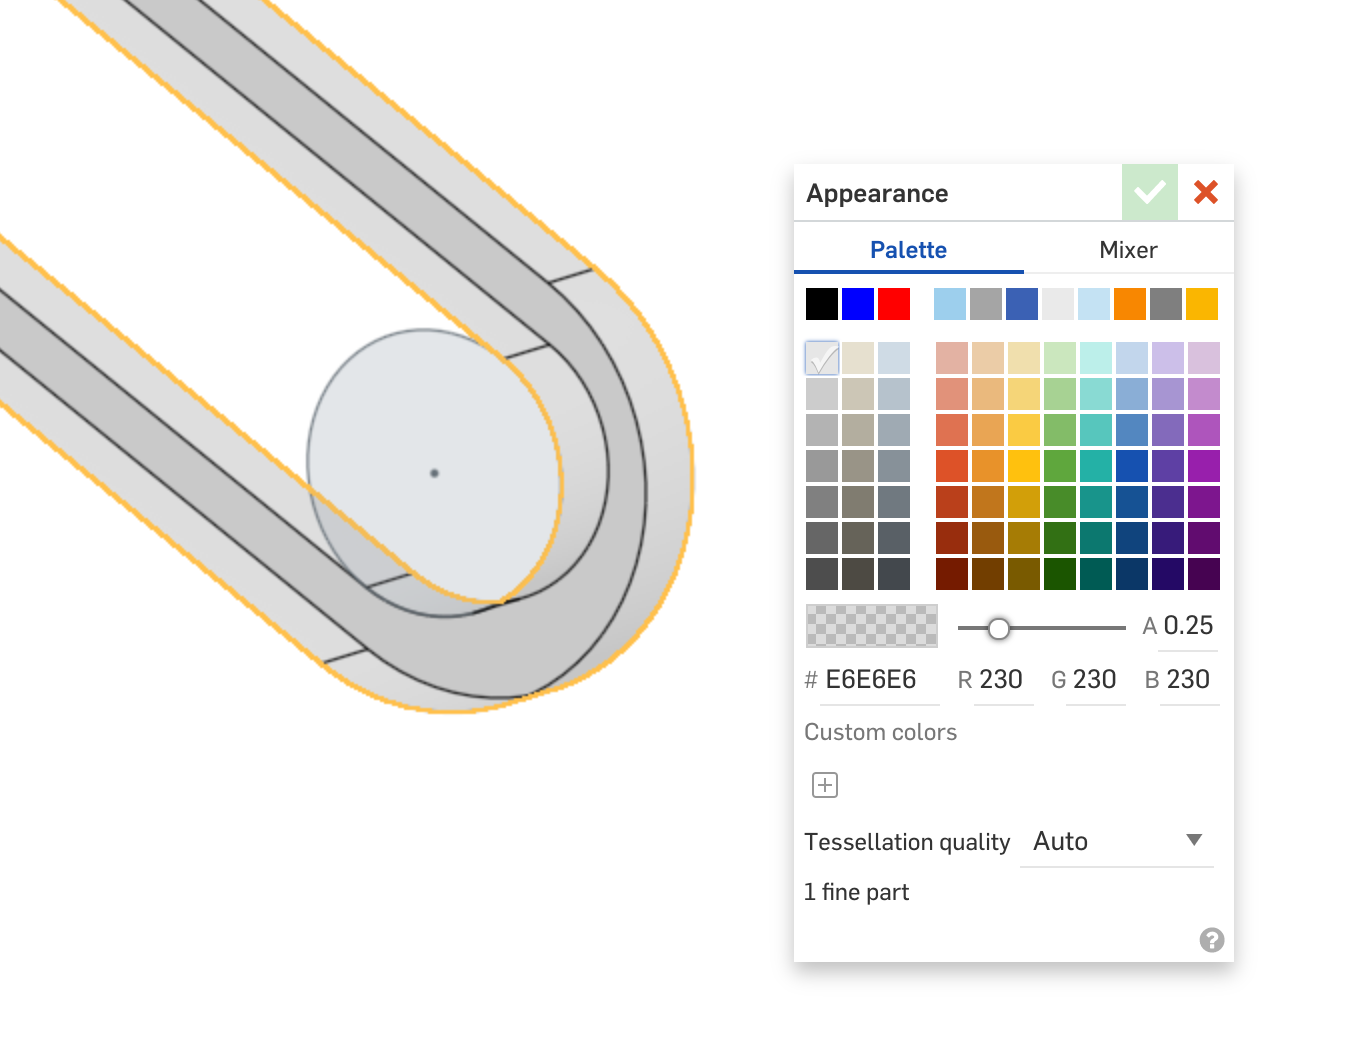 Appearance
Palette Mixer
A 0.25
# E6E6E6 R 230 G 230 B 230
Custom colors
Tessellation quality Auto
1 fine part
?